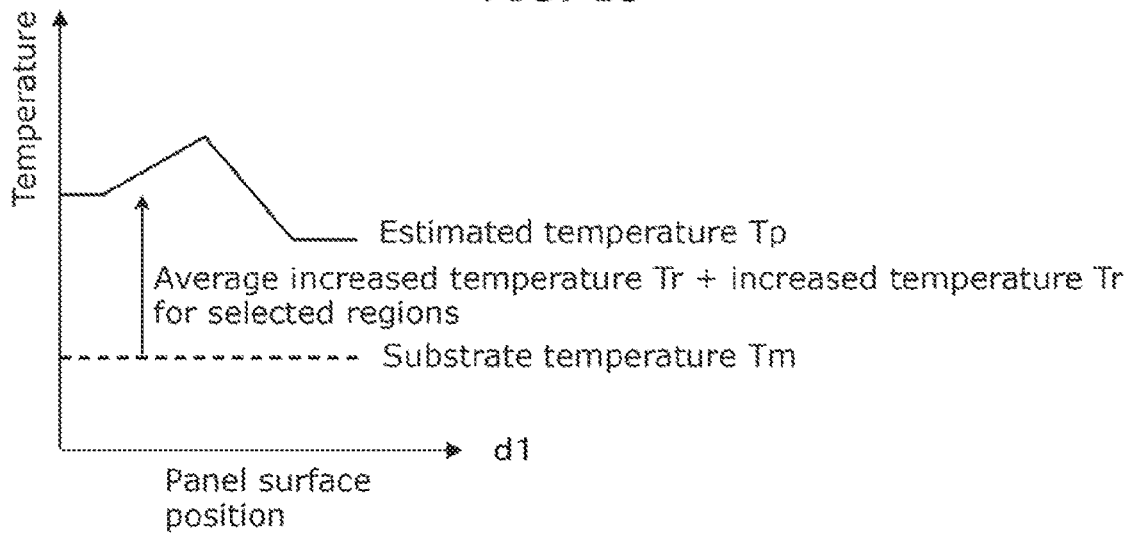 Temperature
Estimated temperature Tp
Average increased temperature Tr + increased temperature Tr
for selected regions
Substrate temperature Tm
d1
Panel surface
position